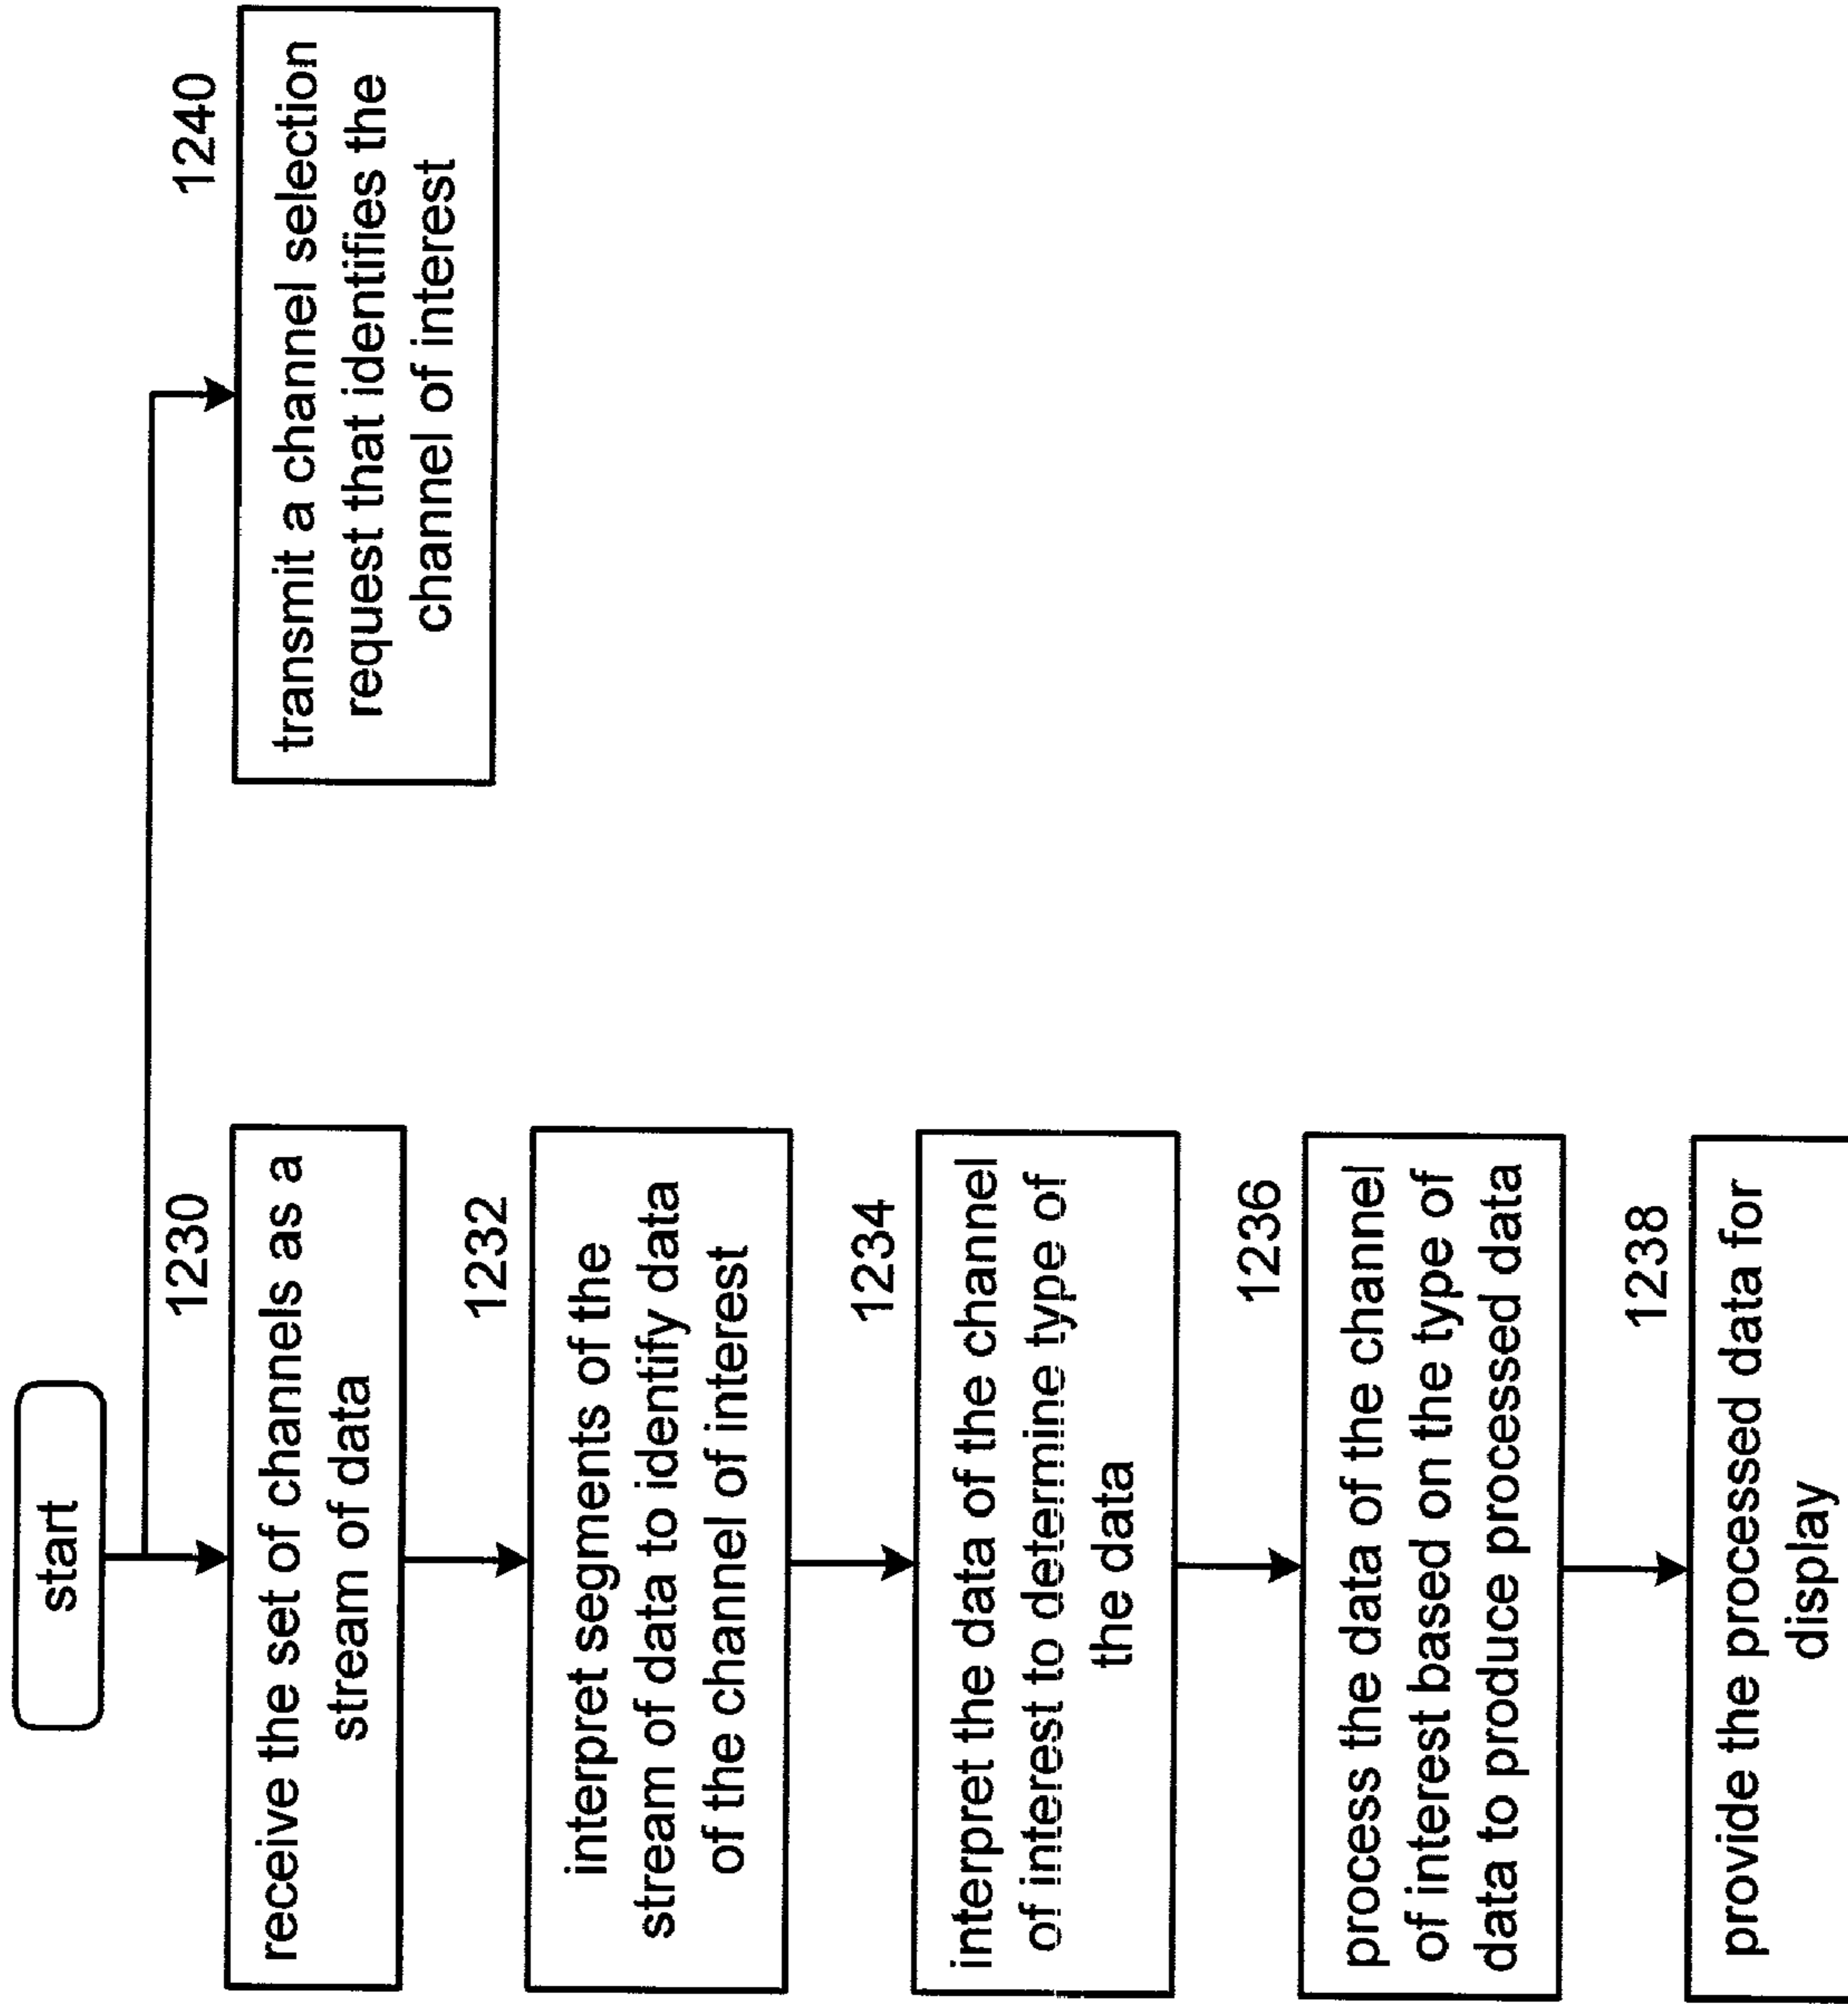 start
1230
receive the set of channels as a
stream of data
1232
interpret segments of the
stream of data to identify data
of the channel of interest
1234
interpret the data of the channel
of interest to determine type of
the data
1236
process the data of the channel
of interest based on the type of
data to produce processed data
1238
provide the processed data for
display
1240
transmit a channel selection
request that identifies the
channel of interest